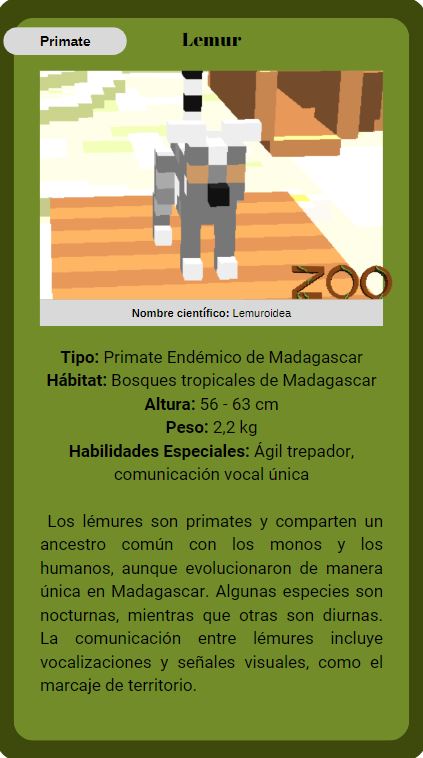 Primate
Lemur
ZOO
Nombre científico: Lemuroidea
Tipo: Primate Endémico de Madagascar
Hábitat: Bosques tropicales de Madagascar
Altura: 56 - 63 cm
Peso: 2,2 kg
Habilidades Especiales: Ágil trepador,
comunicación vocal única
Los lémures son primates y comparten un
ancestro común con los monos y los
humanos, aunque evolucionaron de manera
única en Madagascar. Algunas especies son
nocturnas, mientras que otras son diurnas.
La comunicación entre lémures incluye
vocalizaciones y señales visuales, como el
marcaje de territorio.